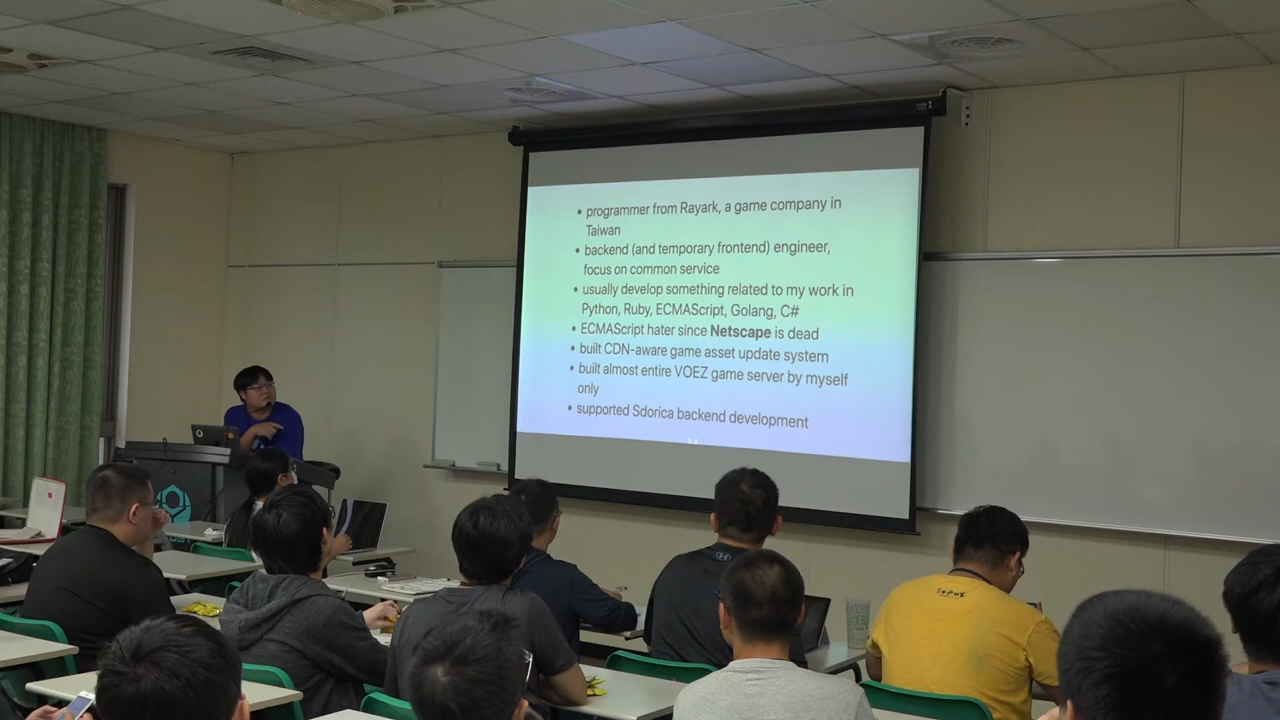 • programmer from Rayark, a game company in
Taiwan
• backend (and temporary frontend) engineer,
focus on common service
• usually develop something related to my work in
Python, Ruby, ECMAScript, Golang, C#
• ECMAScript hater since Netscape is dead
• built CDN-aware game asset update system
• built almost entire VOEZ game server by myself
only
• supported Sdorica backend development